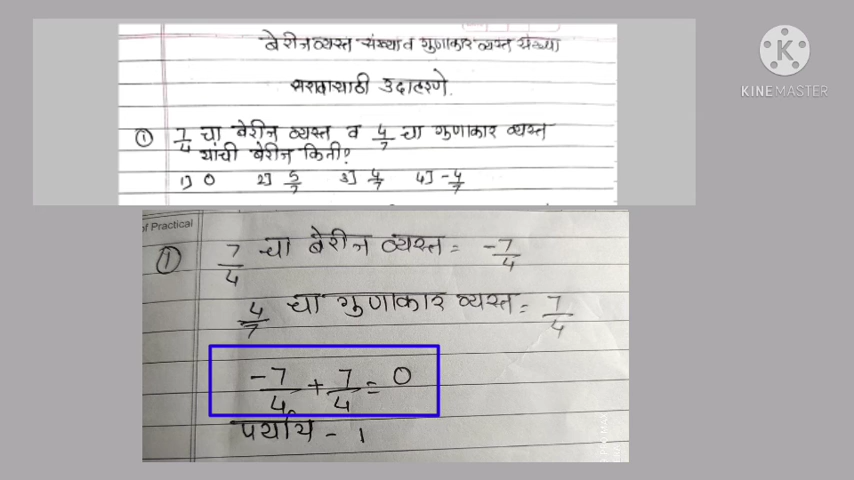 बेरीज व्यस्त संख्या व गुणाकार व्यस्त संख्या
सरावासाठी उदाहरणे.
① 7/4 चा बेरीज व्यस्त व 4/7 चा गुणाकार व्यस्त
यांची बेरीज किती?
1] 0 2] 5/7 3] 4/7 4] -4/7
of Practical
① 7/4 चा बेरीज व्यस्त = -7/4
4/7 चा गुणाकार व्यस्त = 7/4
-7/4 + 7/4 = 0
पर्याय - 1
KINEMASTER